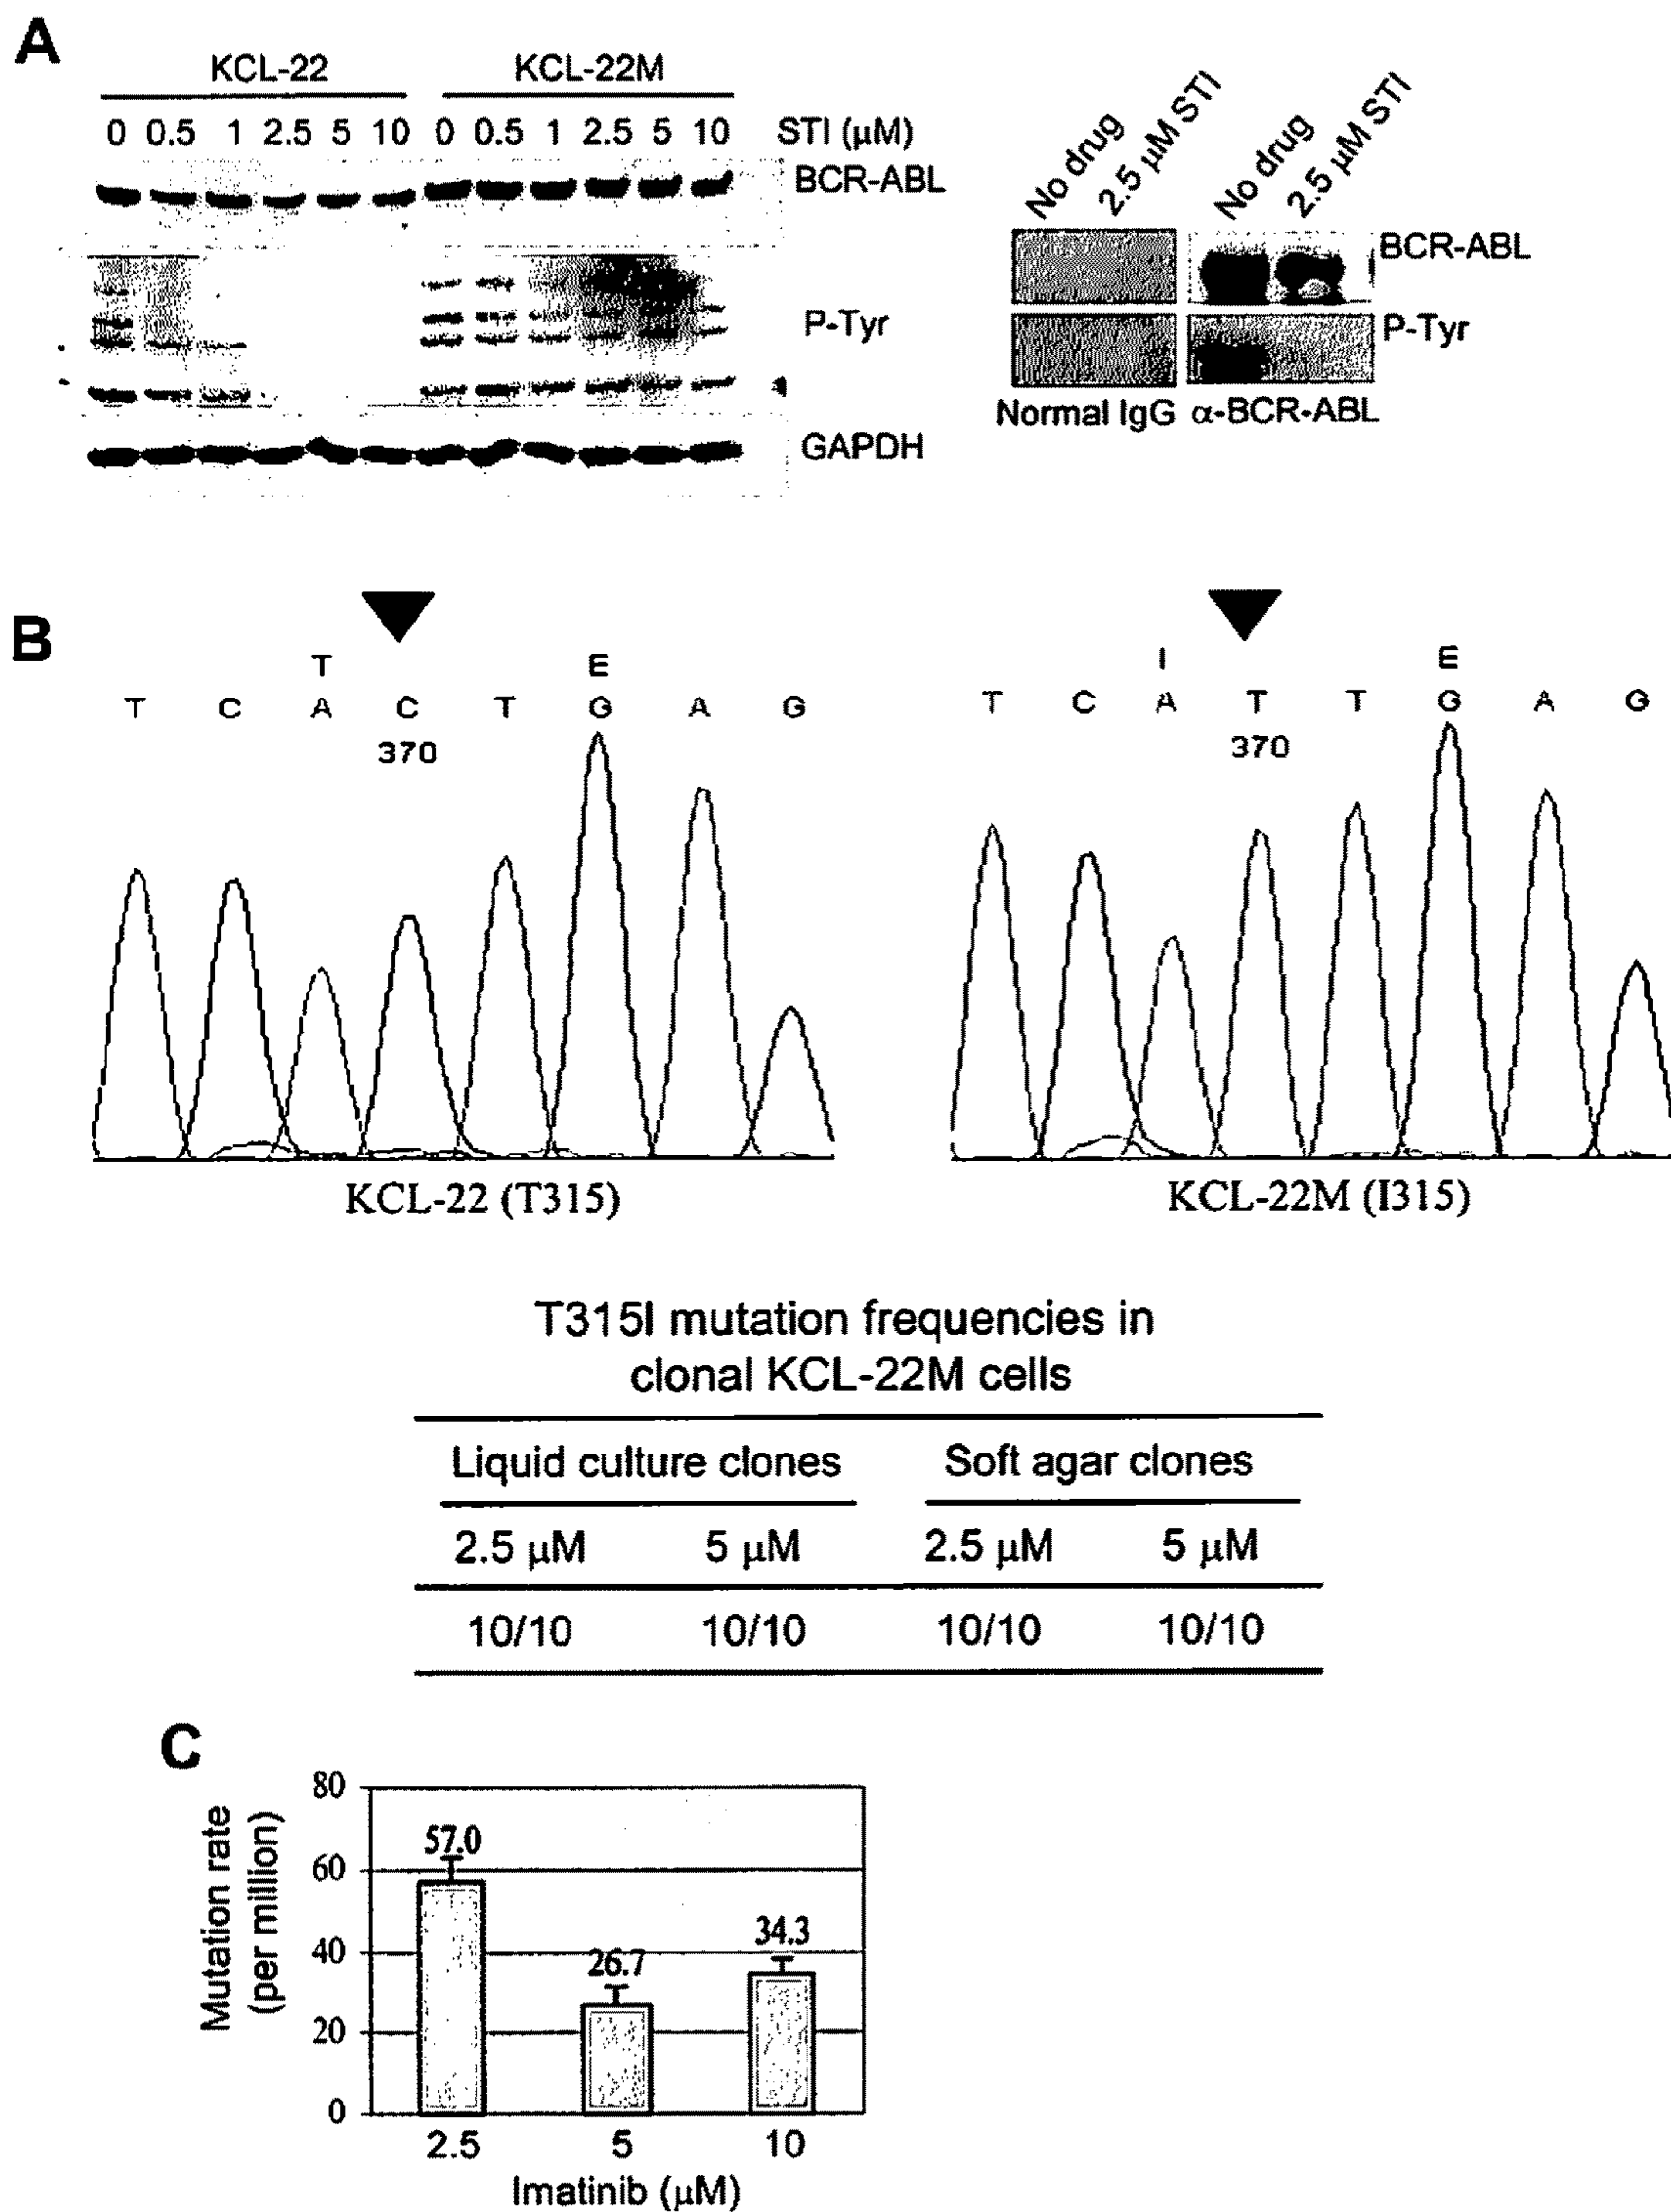 A
KCL-22 KCL-22M
0 0.5 1 2.5 5 10 0 0.5 1 2.5 5 10 STI (μM)
BCR-ABL
P-Tyr
GAPDH
No drug
2.5 μM STI
No drug
2.5 μM STI
BCR-ABL
P-Tyr
Normal IgG α-BCR-ABL
B
T E
T C A C T G A G
370
KCL-22 (T315)
I E
T C A T T G A G
370
KCL-22M (I315)
T315I mutation frequencies in
clonal KCL-22M cells
Liquid culture clones Soft agar clones
2.5 μM 5 μM 2.5 μM 5 μM
10/10 10/10 10/10 10/10
C
Mutation rate
(per million)
80
60
40
20
0
57.0
26.7
34.3
2.5 5 10
Imatinib (μM)